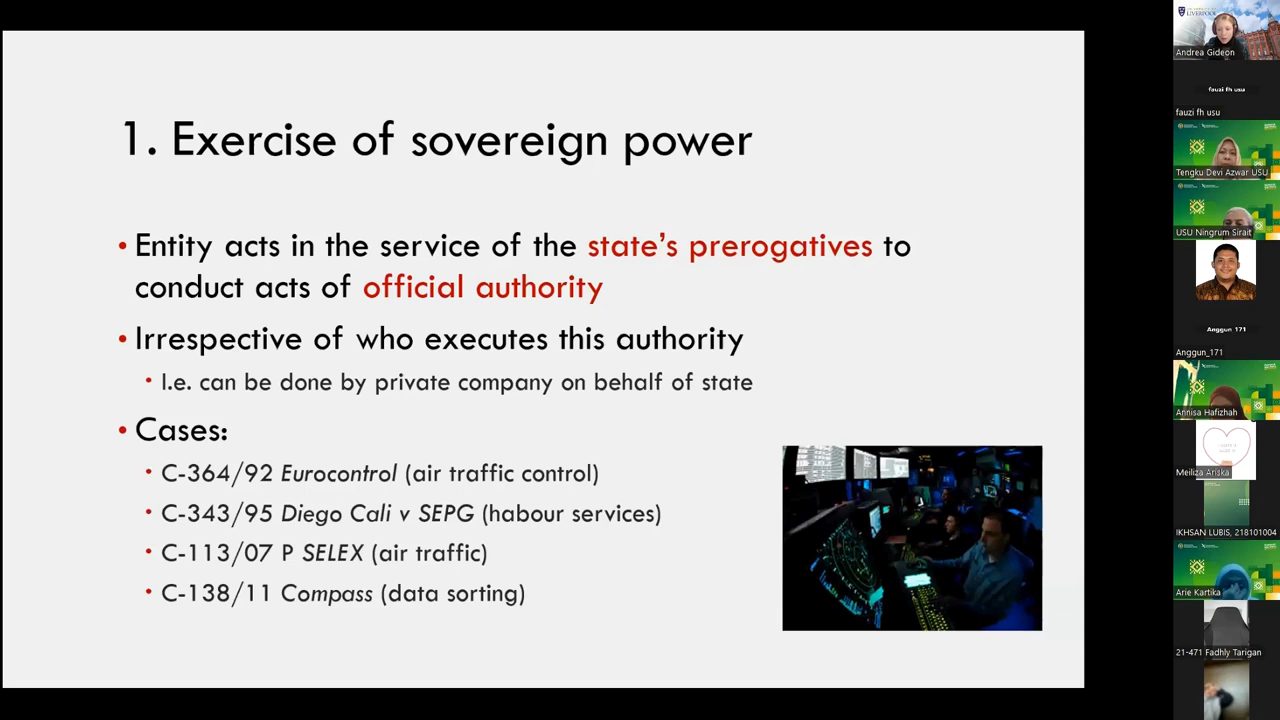 1. Exercise of sovereign power
• Entity acts in the service of the state's prerogatives to
conduct acts of official authority
• Irrespective of who executes this authority
• I.e. can be done by private company on behalf of state
• Cases:
• C-364/92 Eurocontrol (air traffic control)
• C-343/95 Diego Cali v SEPG (habour services)
• C-113/07 P SELEX (air traffic)
• C-138/11 Compass (data sorting)
LIVERPOOL
Andrea Gideon
fauzi fh usu
fauzi fh usu
Tengku Devi Azwar USU
USU Ningrum Sirait
Anggun 171
Anggun_171
Annisa Hafizhah
Meiliza Ariska
IKHSAN LUBIS, 218101004
Arie Kartika
21-471 Fadhly Tarigan